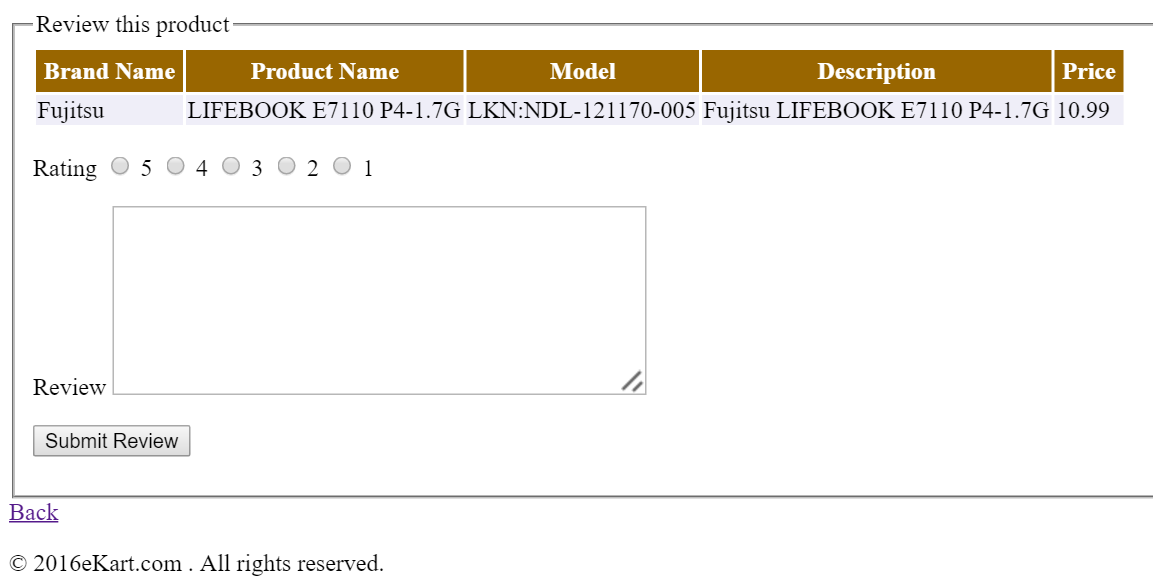 Review this product
Brand Name Product Name Model Description Price
Fujitsu LIFEBOOK E7110 P4-1.7G LKN:NDL-121170-005 Fujitsu LIFEBOOK E7110 P4-1.7G 10.99
Rating 5 4 3 2 1
Review
Submit Review
Back
© 2016eKart.com . All rights reserved.